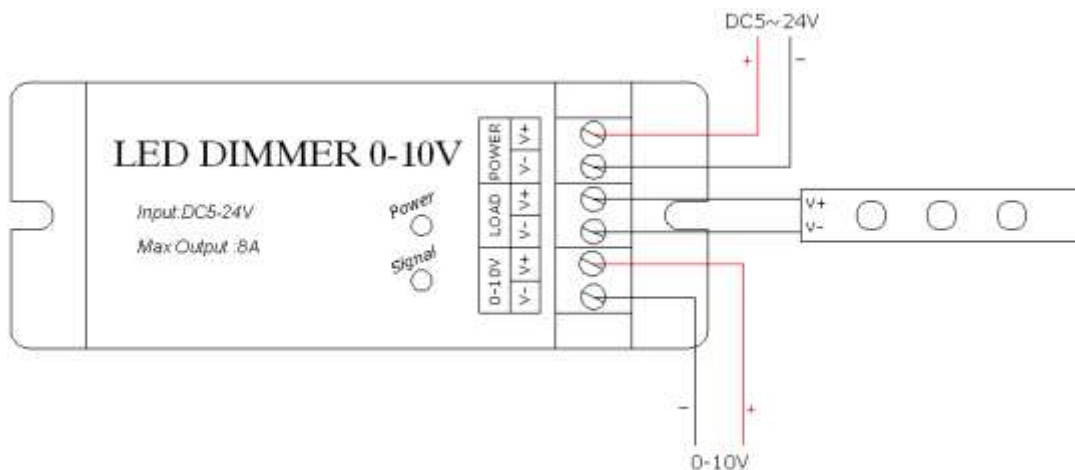 DC5~24V
+ -
LED DIMMER 0-10V
Input:DC5-24V
Max Output :8A
Power
Signal
POWER V+ V-
LOAD V+ V-
0-10V V+ V-
V+
V-
- +
0-10V